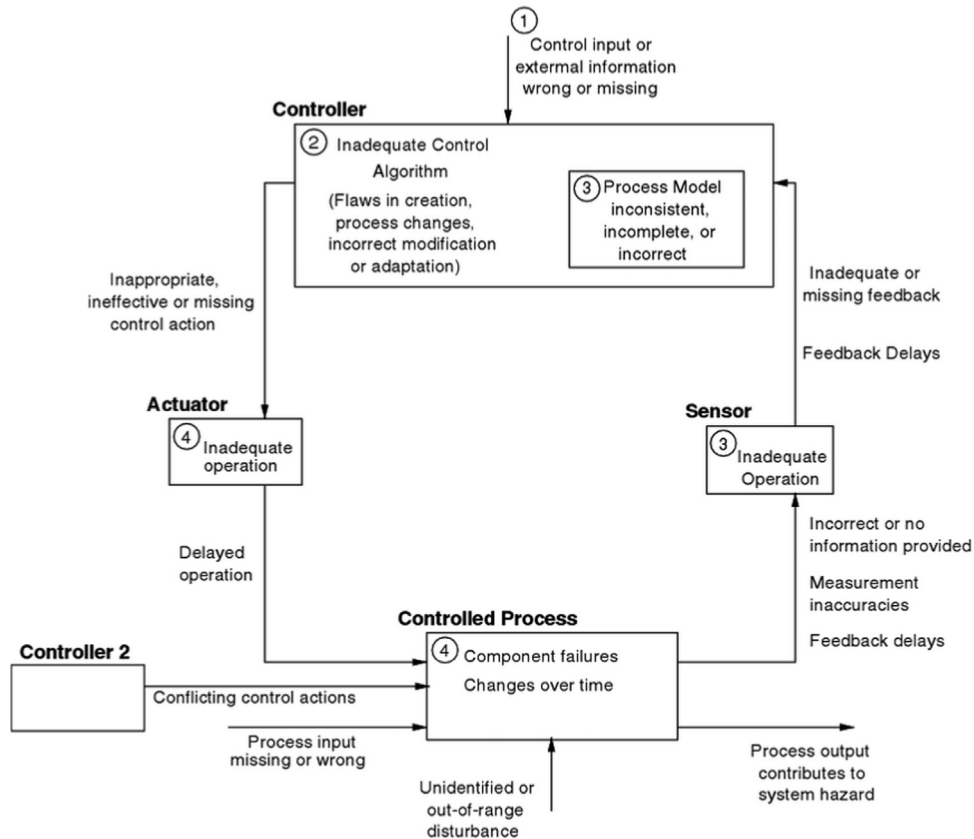 1
Control input or
external information
wrong or missing
Controller
2 Inadequate Control
Algorithm
(Flaws in creation,
process changes,
incorrect modification
or adaptation)
3 Process Model
inconsistent,
incomplete, or
incorrect
Inappropriate,
ineffective or missing
control action
Inadequate or
missing feedback
Feedback Delays
Actuator
4 Inadequate
operation
Sensor
3 Inadequate
Operation
Delayed
operation
Incorrect or no
information provided
Measurement
inaccuracies
Feedback delays
Controlled Process
4 Component failures
Changes over time
Controller 2
Conflicting control actions
Process input
missing or wrong
Unidentified or
out-of-range
disturbance
Process output
contributes to
system hazard